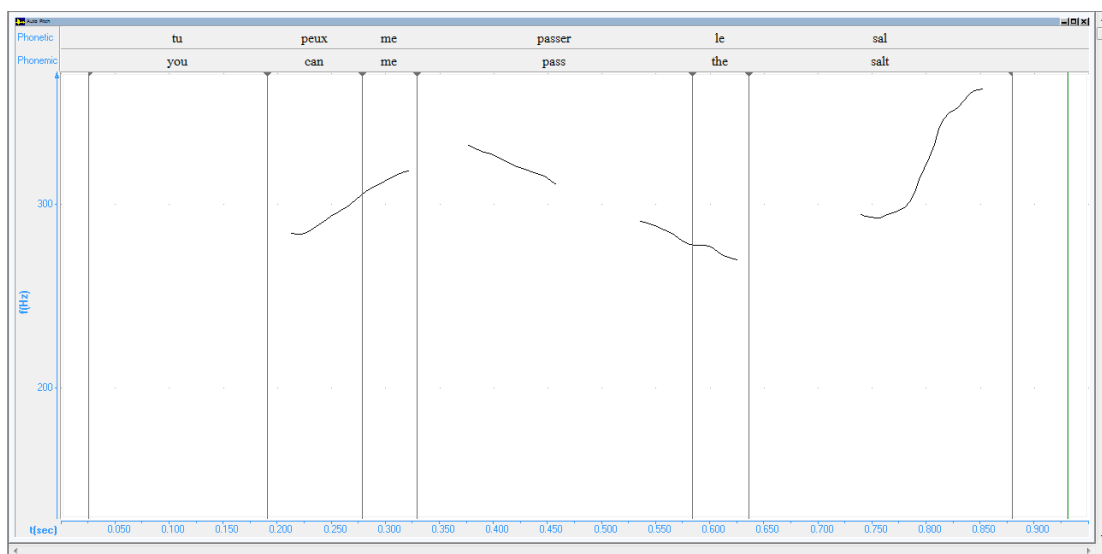 Auto Pitch
Phonetic tu peux me passer le sal
Phonemic you can me pass the salt
f(Hz)
300
200
t(sec) 0.050 0.100 0.150 0.200 0.250 0.300 0.350 0.400 0.450 0.500 0.550 0.600 0.650 0.700 0.750 0.800 0.850 0.900